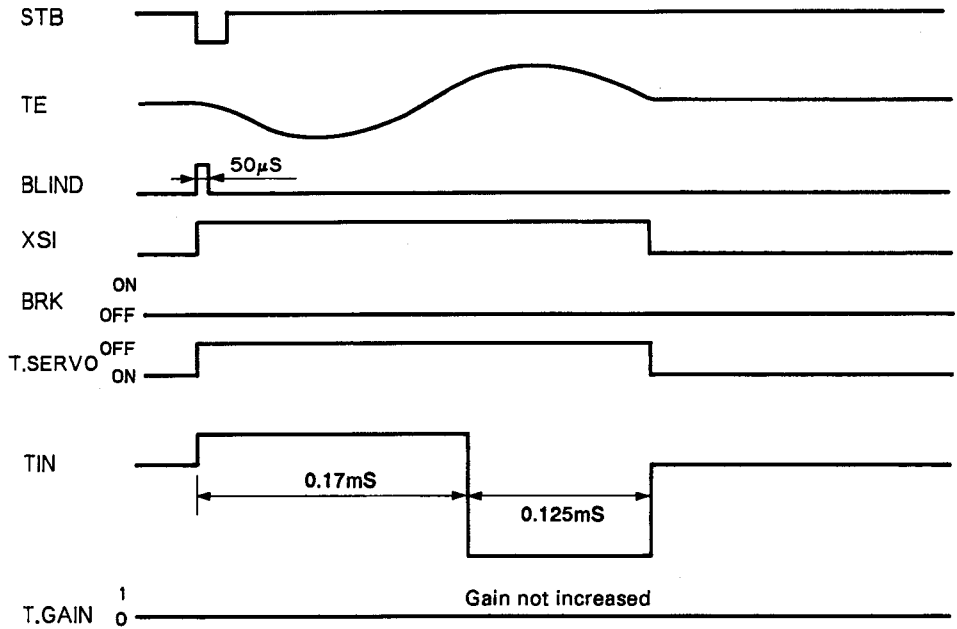 STB
TE
50μS
BLIND
XSI
ON
BRK
OFF
OFF
T.SERVO
ON
TIN
0.17mS
0.125mS
1
Gain not increased
T.GAIN
0